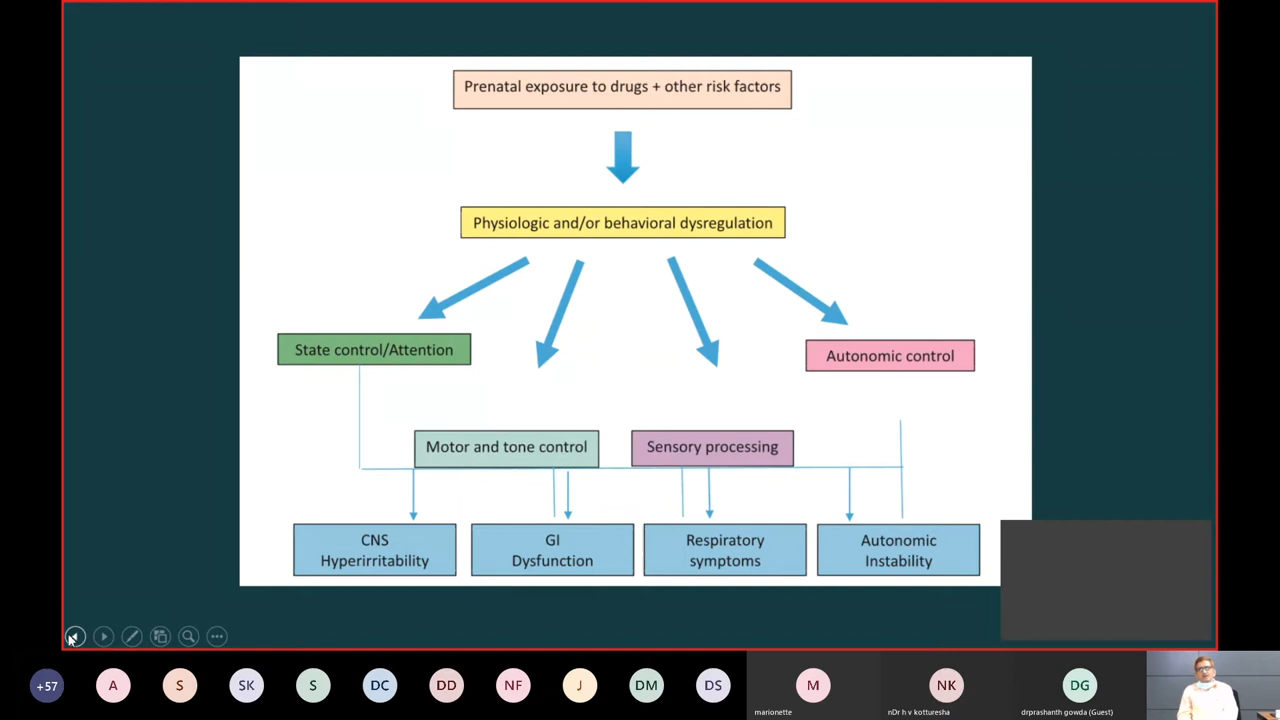 Prenatal exposure to drugs + other risk factors
Physiologic and/or behavioral dysregulation
State control/Attention
Autonomic control
Motor and tone control
Sensory processing
CNS
Hyperirritability
GI
Dysfunction
Respiratory
symptoms
Autonomic
Instability
+57
A
S
SK
S
DC
DD
NF
J
DM
DS
M
NK
DG
marionette
nDr h v kotturesha
drprashanth gowda (Guest)